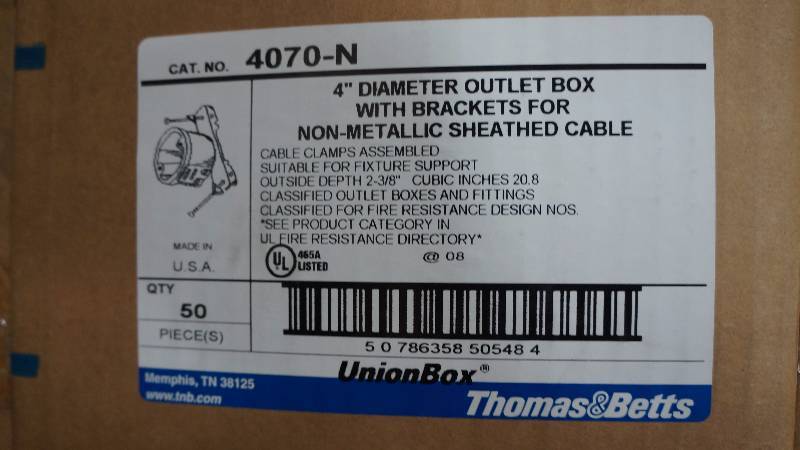 CAT. NO. 4070-N
4" DIAMETER OUTLET BOX
WITH BRACKETS FOR
NON-METALLIC SHEATHED CABLE
CABLE CLAMPS ASSEMBLED
SUITABLE FOR FIXTURE SUPPORT
OUTSIDE DEPTH 2-3/8" CUBIC INCHES 20.8
CLASSIFIED OUTLET BOXES AND FITTINGS
CLASSIFIED FOR FIRE RESISTANCE DESIGN NOS.
*SEE PRODUCT CATEGORY IN
UL FIRE RESISTANCE DIRECTORY*
MADE IN
U.S.A.
UL 465A
LISTED
@ 08
QTY
50
PIECE(S)
5 0 786358 50548 4
UnionBox®
Memphis, TN 38125
www.tnb.com
Thomas&Betts